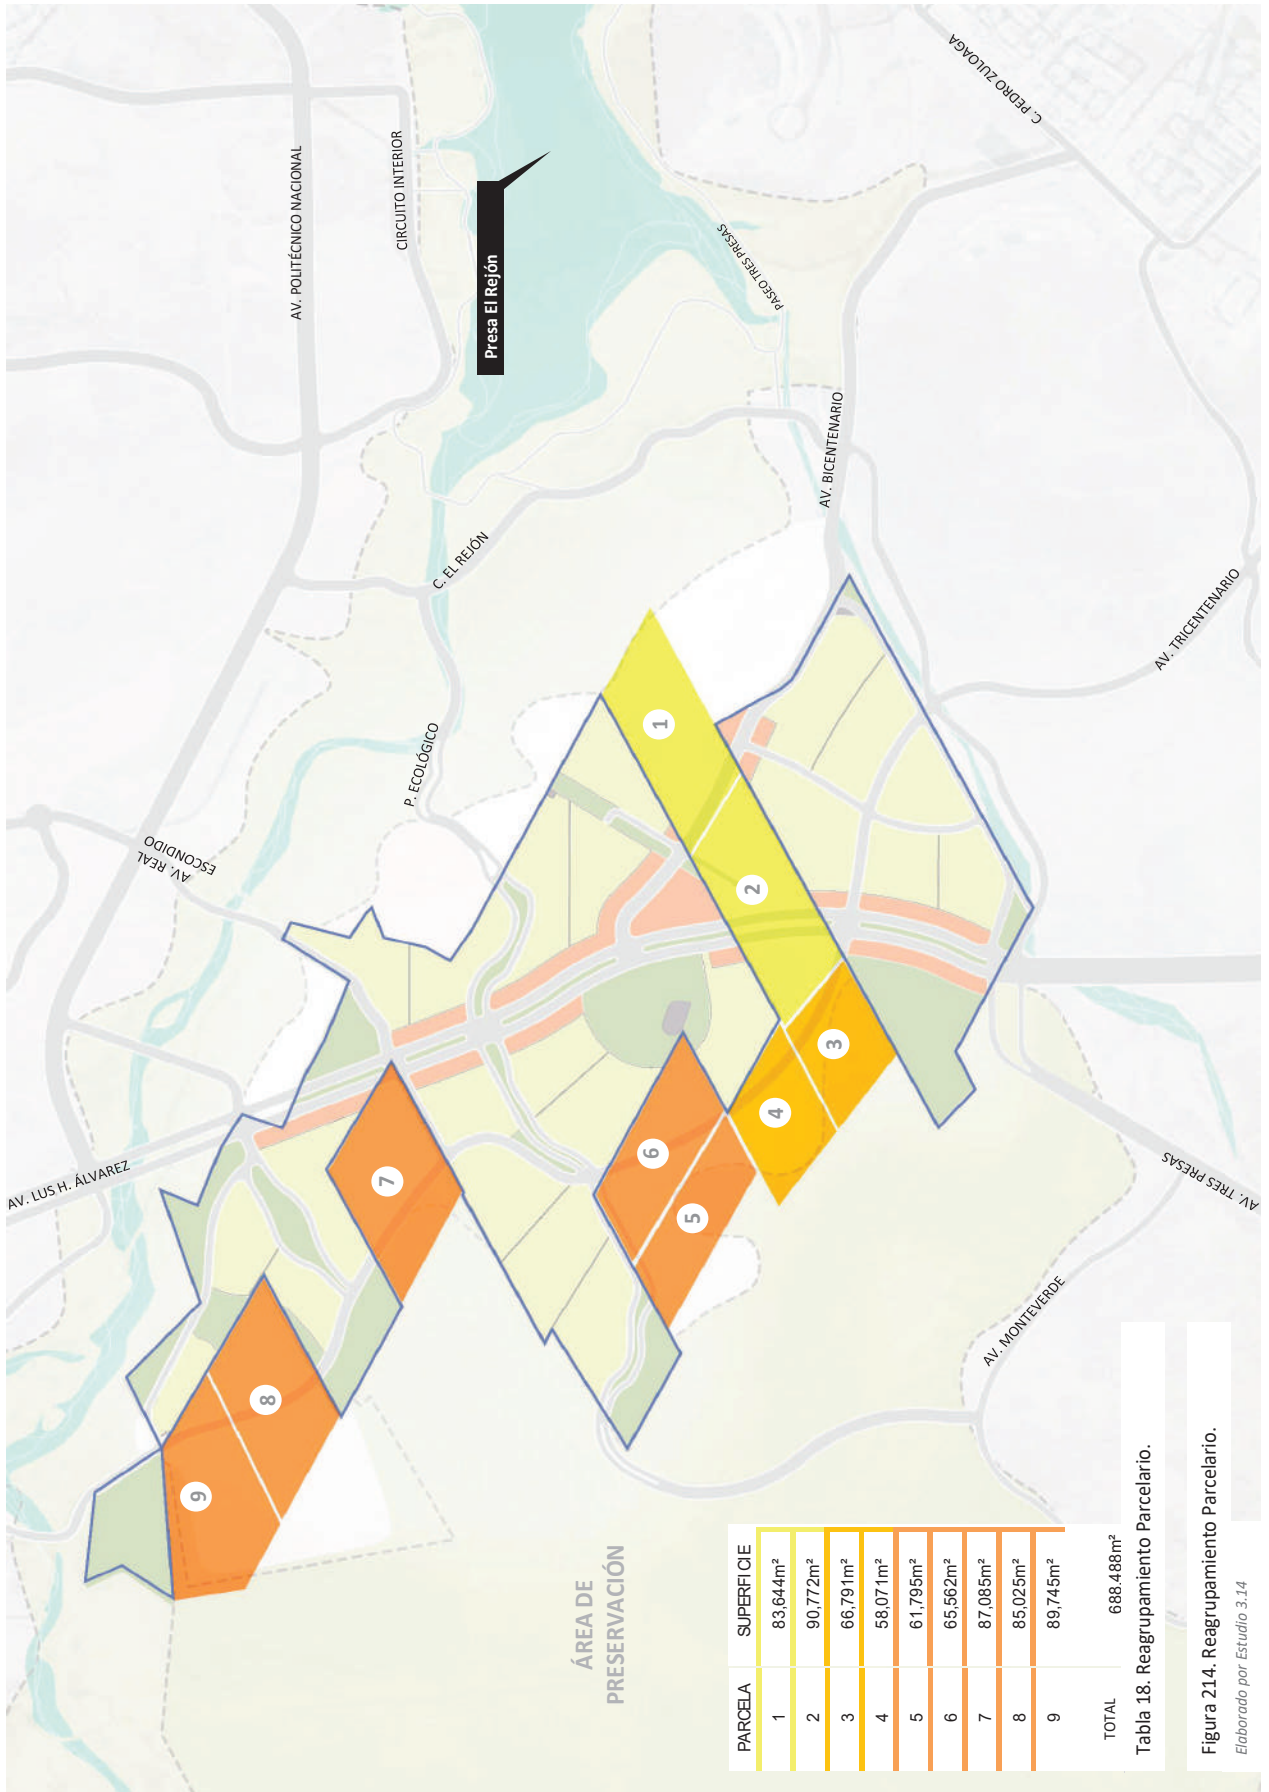 AV. POLITÉCNICO NACIONAL
CIRCUITO INTERIOR
Presa El Rejón
C. PEDRO ZULOAGA
PASEO TRES PRESAS
AV. BICENTENARIO
C. EL REJÓN
AV. TRICENTENARIO
P. ECOLÓGICO
AV. REAL
ESCONDIDO
AV. LUS H. ÁLVAREZ
AV. TRES PRESAS
AV. MONTEVERDE
1
2
3
4
5
6
7
8
9
ÁREA DE
PRESERVACIÓN
PARCELA SUPERFICIE
1 83,644m²
2 90,772m²
3 66,791m²
4 58,071m²
5 61,795m²
6 65,562m²
7 87,085m²
8 85,025m²
9 89,745m²
TOTAL 688.488m²
Tabla 18. Reagrupamiento Parcelario.
Figura 214. Reagrupamiento Parcelario.
Elaborado por Estudio 3.14